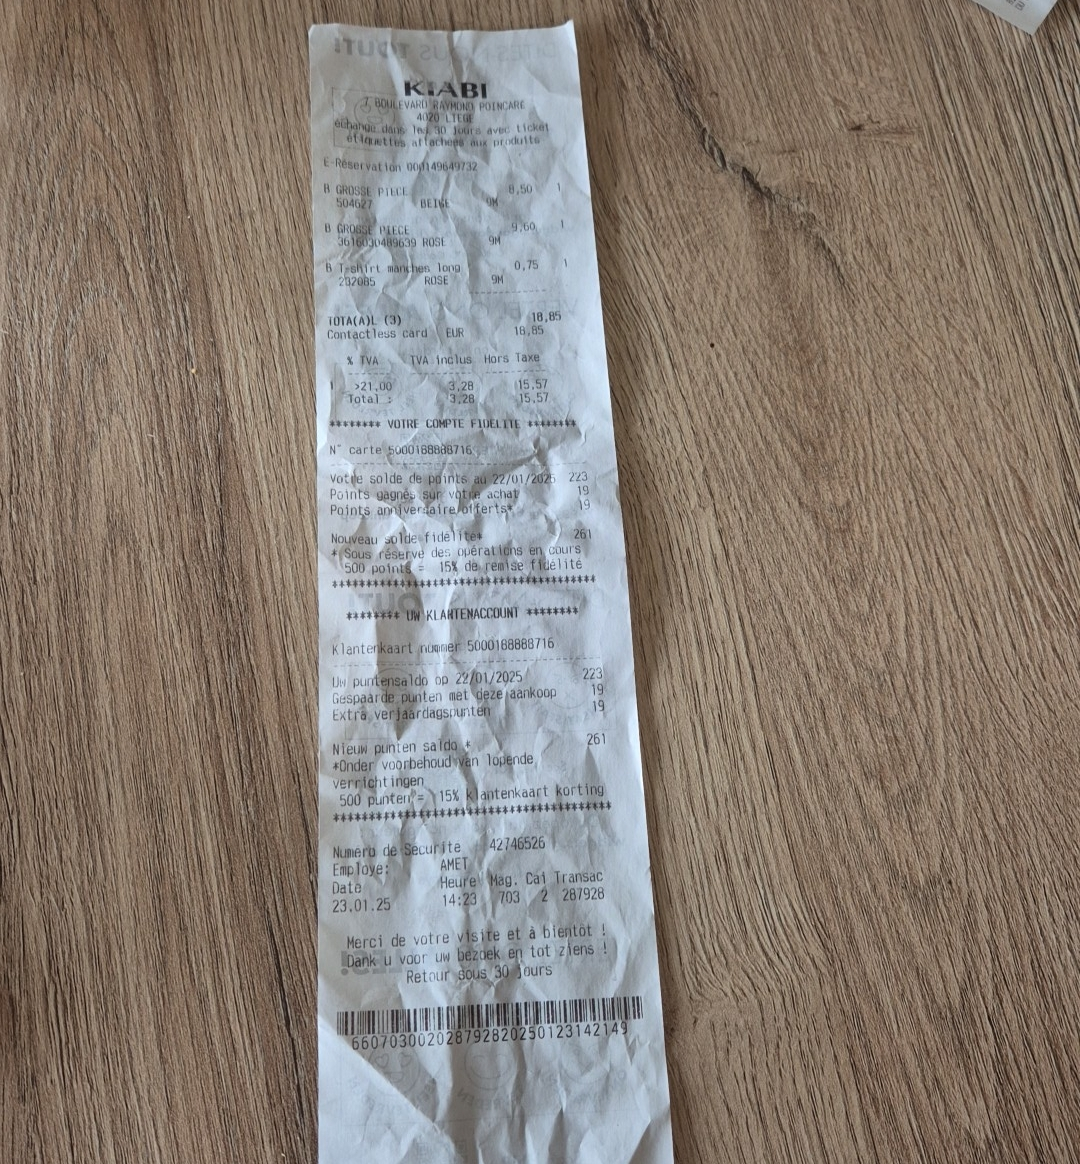 KIABI
7 BOULEVARD RAYMOND POINCARE
4020 LIEGE
échange dans les 30 jours avec ticket
étiquettes attachées aux produits
E-Réservation 000149649732
B GROSSE PIECE 8,50 1
504627 BEIGE 9M
B GROSSE PIECE 9,60 1
3616030489639 ROSE 9M
B T-shirt manches long 0,75 1
232085 ROSE 9M
TOTA(A)L (3) 18,85
Contactless card EUR 18,85
% TVA TVA inclus Hors Taxe
1 >21,00 3,28 15,57
Total : 3,28 15,57
******** VOTRE COMPTE FIDELITE ********
N° carte 5000188888716
Votre solde de points au 22/01/2025 223
Points gagnés sur votre achat 19
Points anniversaire offerts* 19
Nouveau solde fidelité* 261
* Sous réserve des opérations en cours
500 points = 15% de remise fidélité
****************************************
******** UW KLANTENACCOUNT ********
Klantenkaart nummer 5000188888716
Uw puntensaldo op 22/01/2025 223
Gespaarde punten met deze aankoop 19
Extra verjaardagspunten 19
Nieuw punten saldo * 261
*Onder voorbehoud van lopende
verrichtingen
500 punten = 15% klantenkaart korting
******************************************
Numéro de Securite 42746526
Employe: AMET
Date Heure Mag. Cai Transac
23.01.25 14:23 703 2 287928
Merci de votre visite et à bientôt !
Dank u voor uw bezoek en tot ziens !
Retour sous 30 jours
660703002028792820250123142149